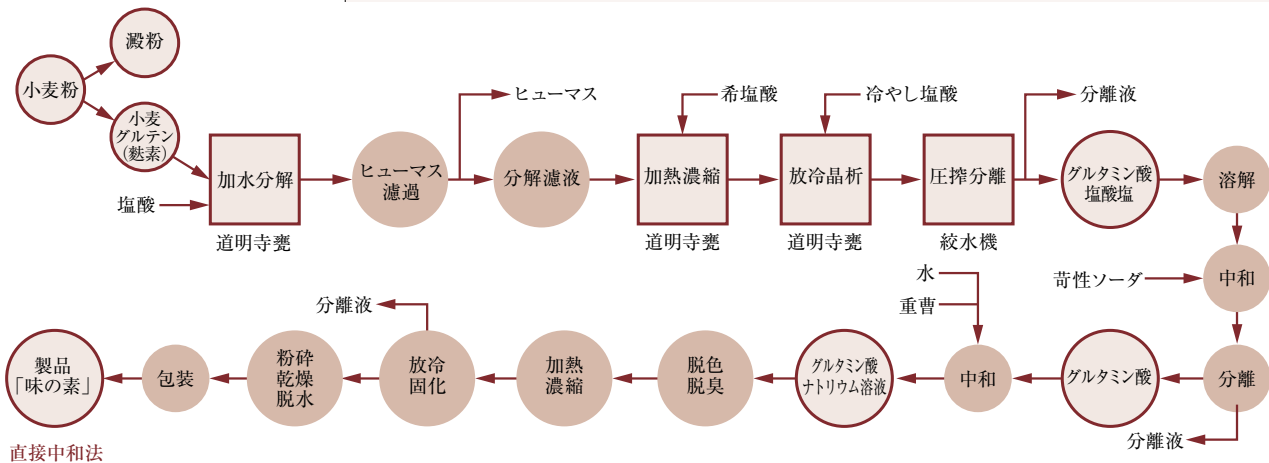 澱粉
小麦粉
小麦
グルテン
（麩素）
塩酸
加水分解
道明寺甕
ヒューマス
濾過
ヒューマス
分解濾液
希塩酸
加熱濃縮
道明寺甕
冷やし塩酸
放冷晶析
道明寺甕
圧搾分離
絞水機
分離液
グルタミン酸
塩酸塩
溶解
苛性ソーダ
中和
分離
分離液
グルタミン酸
水
重曹
中和
グルタミン酸
ナトリウム溶液
脱色
脱臭
加熱
濃縮
分離液
放冷
固化
粉砕
乾燥
脱水
包装
製品
「味の素」
直接中和法